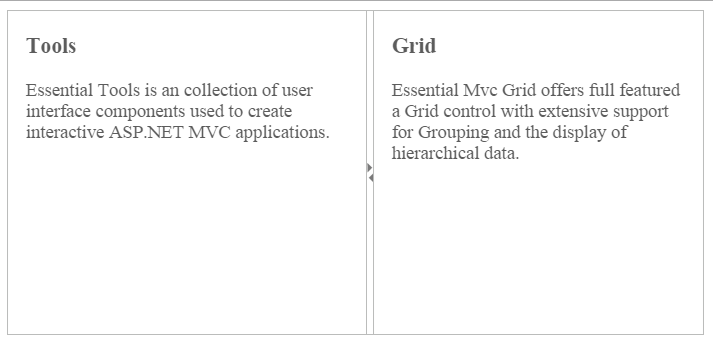 Tools
Essential Tools is an collection of user
interface components used to create
interactive ASP.NET MVC applications.
Grid
Essential Mvc Grid offers full featured
a Grid control with extensive support
for Grouping and the display of
hierarchical data.